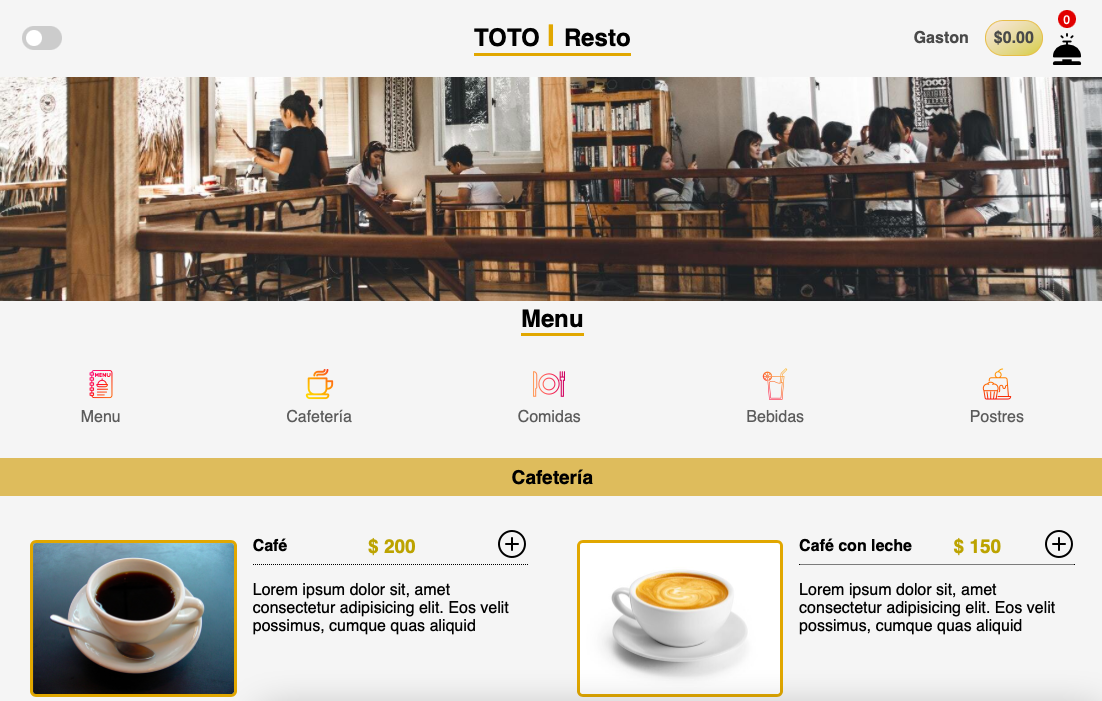 TOTO | Resto
Gaston
$0.00
0
Menu
MENU
Menu
Cafetería
Comidas
Bebidas
Postres
Cafetería
Café
$ 200
Lorem ipsum dolor sit, amet
consectetur adipisicing elit. Eos velit
possimus, cumque quas aliquid
Café con leche
$ 150
Lorem ipsum dolor sit, amet
consectetur adipisicing elit. Eos velit
possimus, cumque quas aliquid